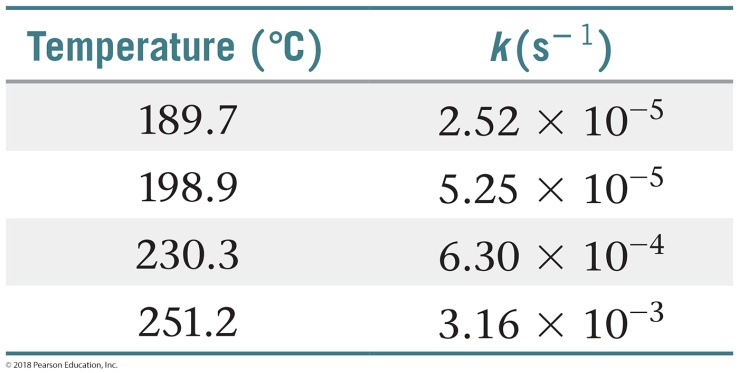 Temperature (°C) k(s⁻¹)
189.7 2.52 × 10⁻⁵
198.9 5.25 × 10⁻⁵
230.3 6.30 × 10⁻⁴
251.2 3.16 × 10⁻³
© 2018 Pearson Education, Inc.